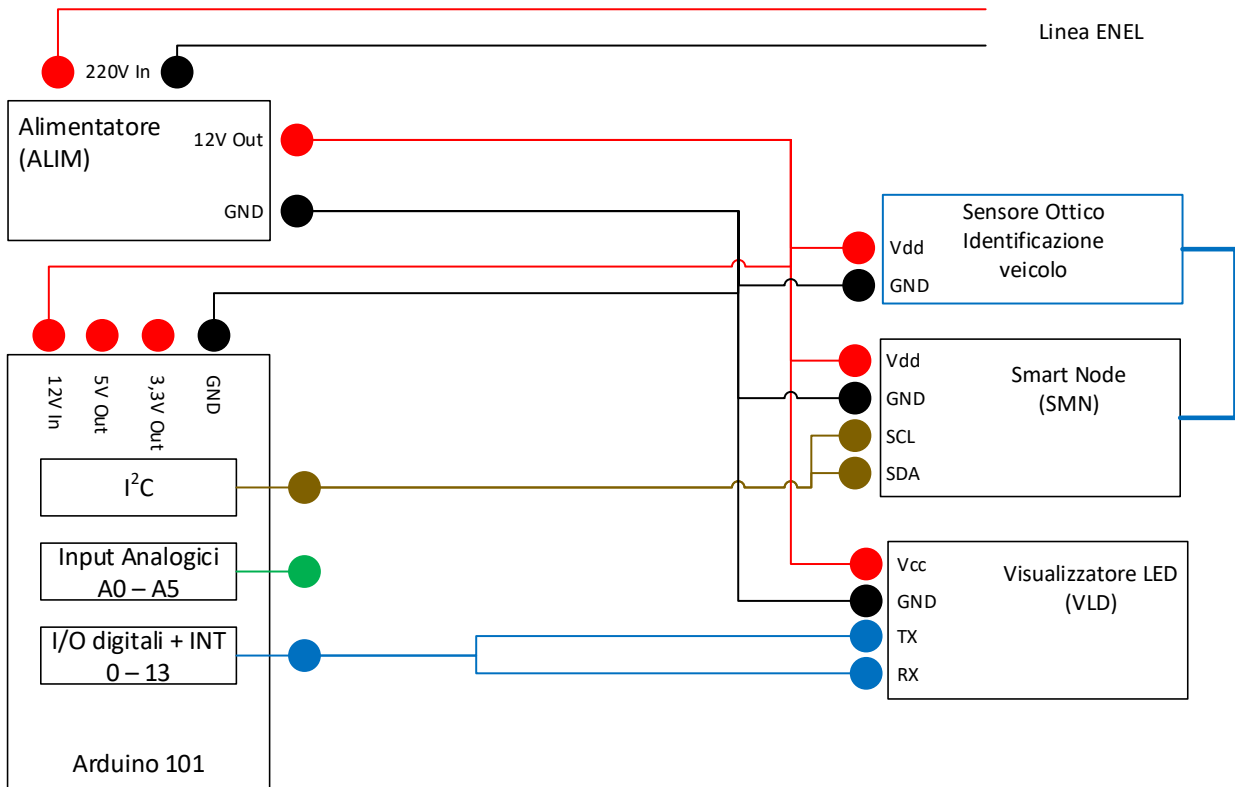 Linea ENEL
220V In
Alimentatore
(ALIM)
12V Out
GND
Sensore Ottico
Identificazione
veicolo
Vdd
GND
12V In
5V Out
3,3V Out
GND
Vdd
GND
SCL
SDA
Smart Node
(SMN)
I²C
Input Analogici
A0 – A5
I/O digitali + INT
0 – 13
Arduino 101
Vcc
GND
TX
RX
Visualizzatore LED
(VLD)